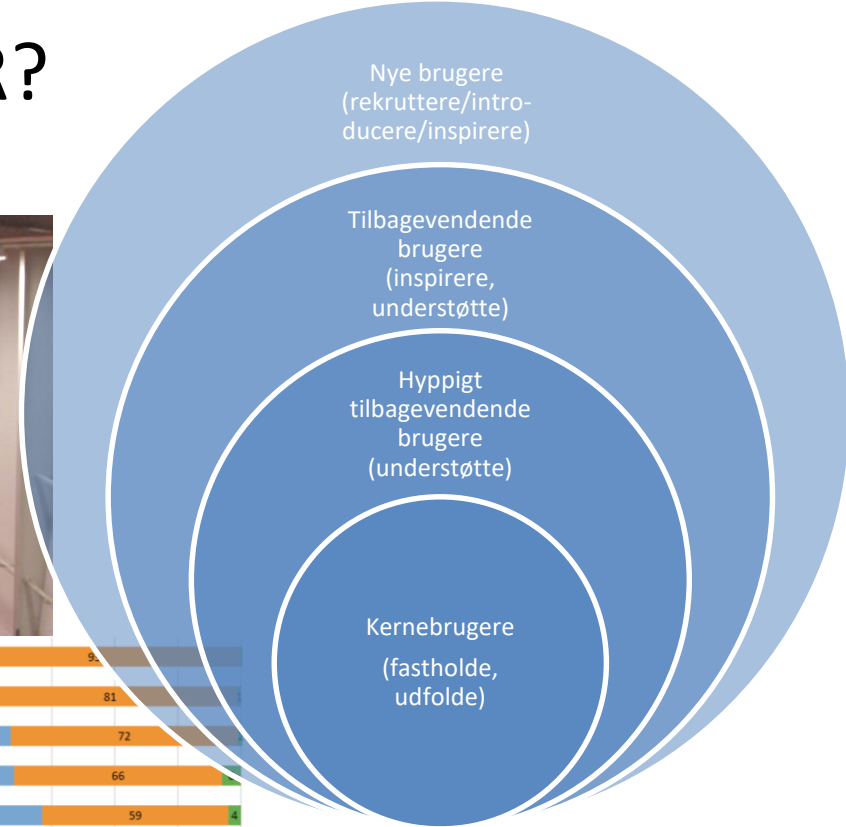 R?
Nye brugere
(rekruttere/intro-
ducere/inspirere)
Tilbagevendende
brugere
(inspirere,
understøtte)
Hyppigt
tilbagevendende
brugere
(understøtte)
Kernebrugere
(fastholde,
udfolde)
81
72
66
59 4